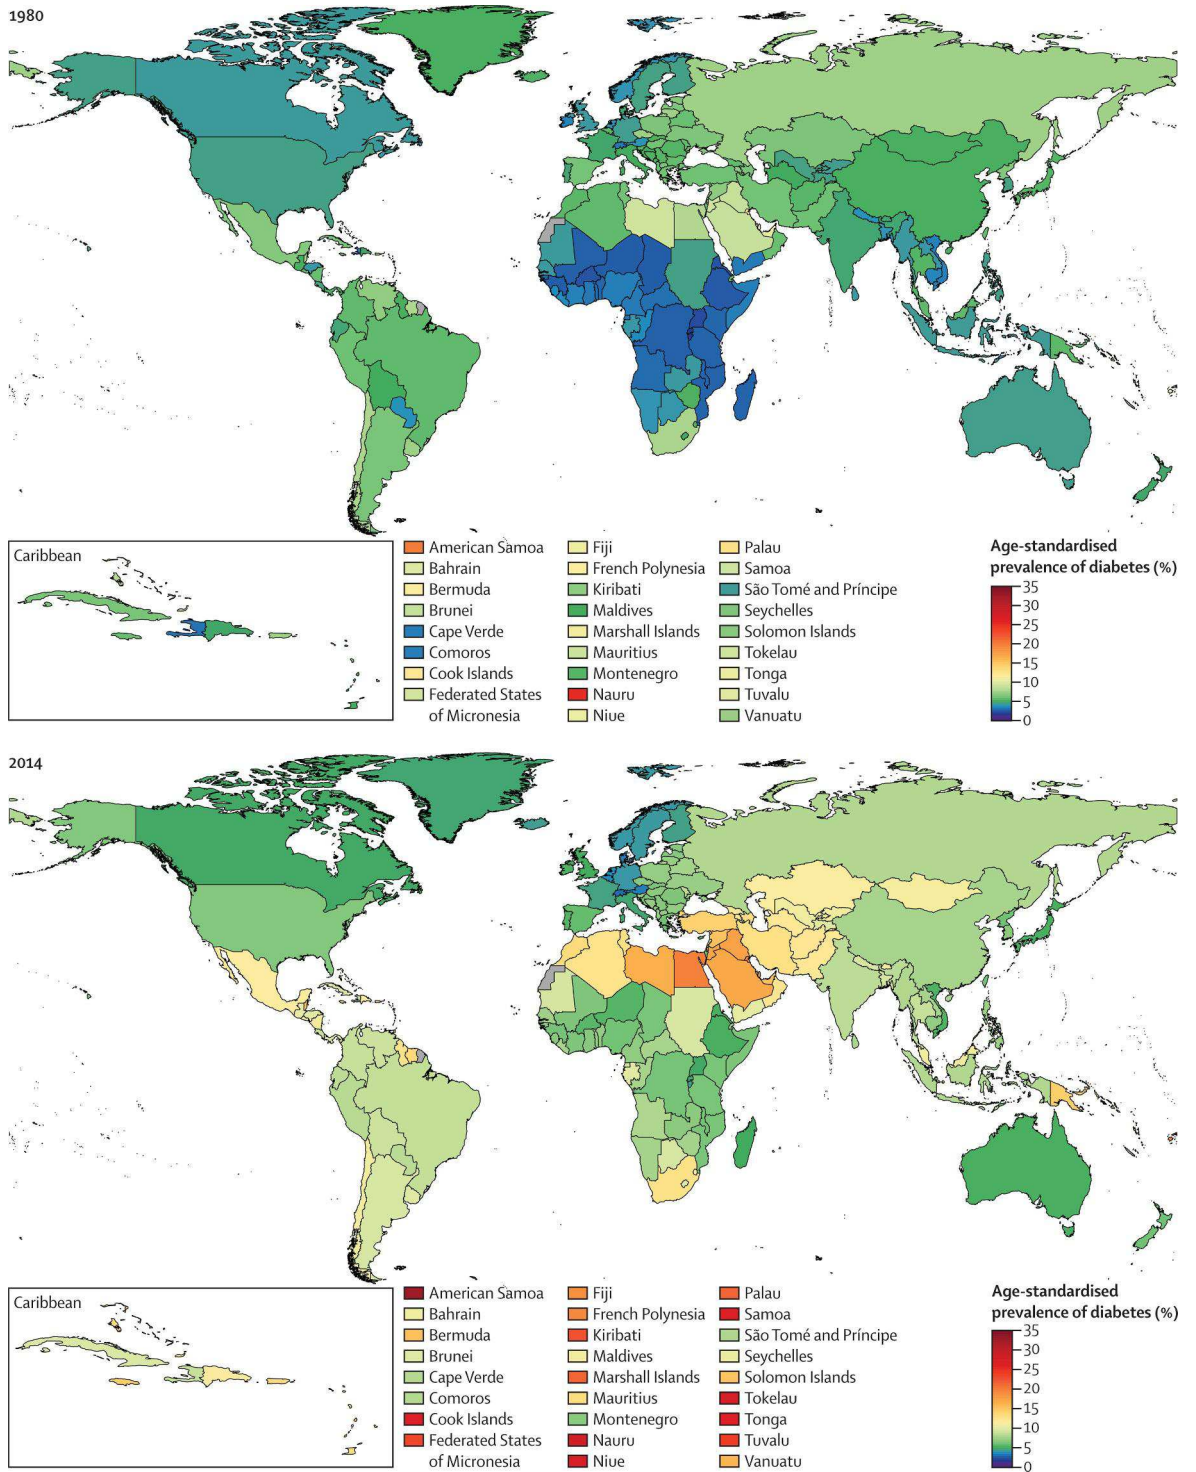 1980
Caribbean
American Samoa
Bahrain
Bermuda
Brunei
Cape Verde
Comoros
Cook Islands
Federated States
of Micronesia
Fiji
French Polynesia
Kiribati
Maldives
Marshall Islands
Mauritius
Montenegro
Nauru
Niue
Palau
Samoa
São Tomé and Príncipe
Seychelles
Solomon Islands
Tokelau
Tonga
Tuvalu
Vanuatu
Age-standardised
prevalence of diabetes (%)
35
30
25
20
15
10
5
0
2014
Caribbean
American Samoa
Bahrain
Bermuda
Brunei
Cape Verde
Comoros
Cook Islands
Federated States
of Micronesia
Fiji
French Polynesia
Kiribati
Maldives
Marshall Islands
Mauritius
Montenegro
Nauru
Niue
Palau
Samoa
São Tomé and Príncipe
Seychelles
Solomon Islands
Tokelau
Tonga
Tuvalu
Vanuatu
Age-standardised
prevalence of diabetes (%)
35
30
25
20
15
10
5
0